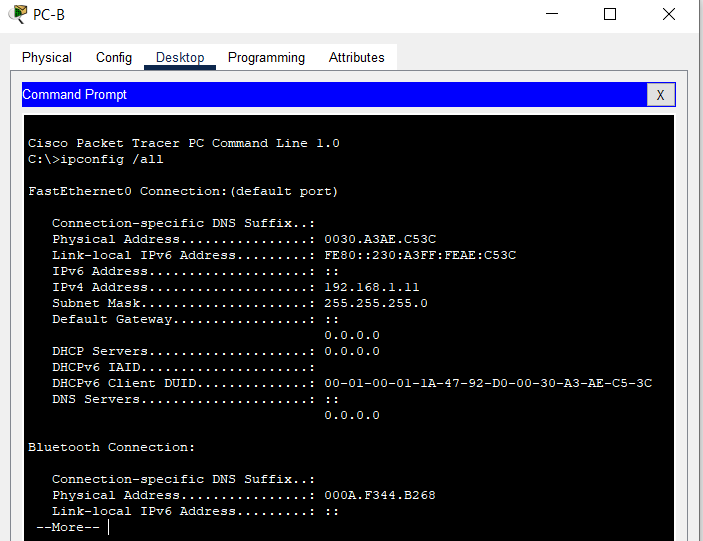 PC-B
Physical Config Desktop Programming Attributes
Command Prompt X
Cisco Packet Tracer PC Command Line 1.0
C:\>ipconfig /all
FastEthernet0 Connection:(default port)
Connection-specific DNS Suffix..:
Physical Address................: 0030.A3AE.C53C
Link-local IPv6 Address.........: FE80::230:A3FF:FEAE:C53C
IPv6 Address....................: ::
IPv4 Address....................: 192.168.1.11
Subnet Mask.....................: 255.255.255.0
Default Gateway.................: ::
0.0.0.0
DHCP Servers....................: 0.0.0.0
DHCPv6 IAID.....................:
DHCPv6 Client DUID..............: 00-01-00-01-1A-47-92-D0-00-30-A3-AE-C5-3C
DNS Servers.....................: ::
0.0.0.0
Bluetooth Connection:
Connection-specific DNS Suffix..:
Physical Address................: 000A.F344.B268
Link-local IPv6 Address.........: ::
--More--